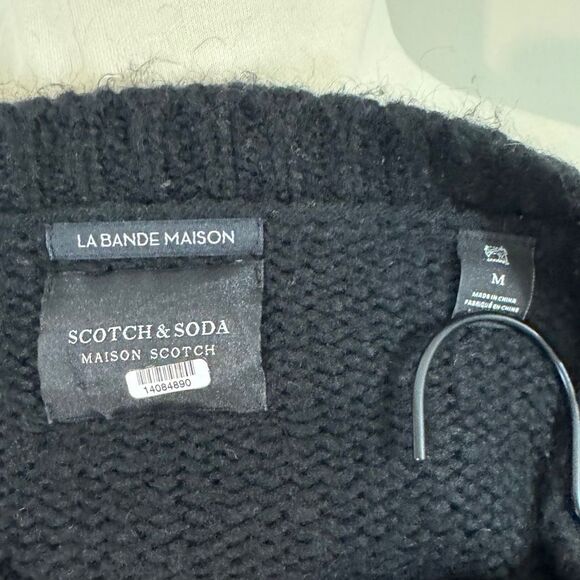 LA BANDE MAISON
SCOTCH & SODA
MAISON SCOTCH
14084890
M
MADE IN CHINA
FABRIQUÉ EN CHINE